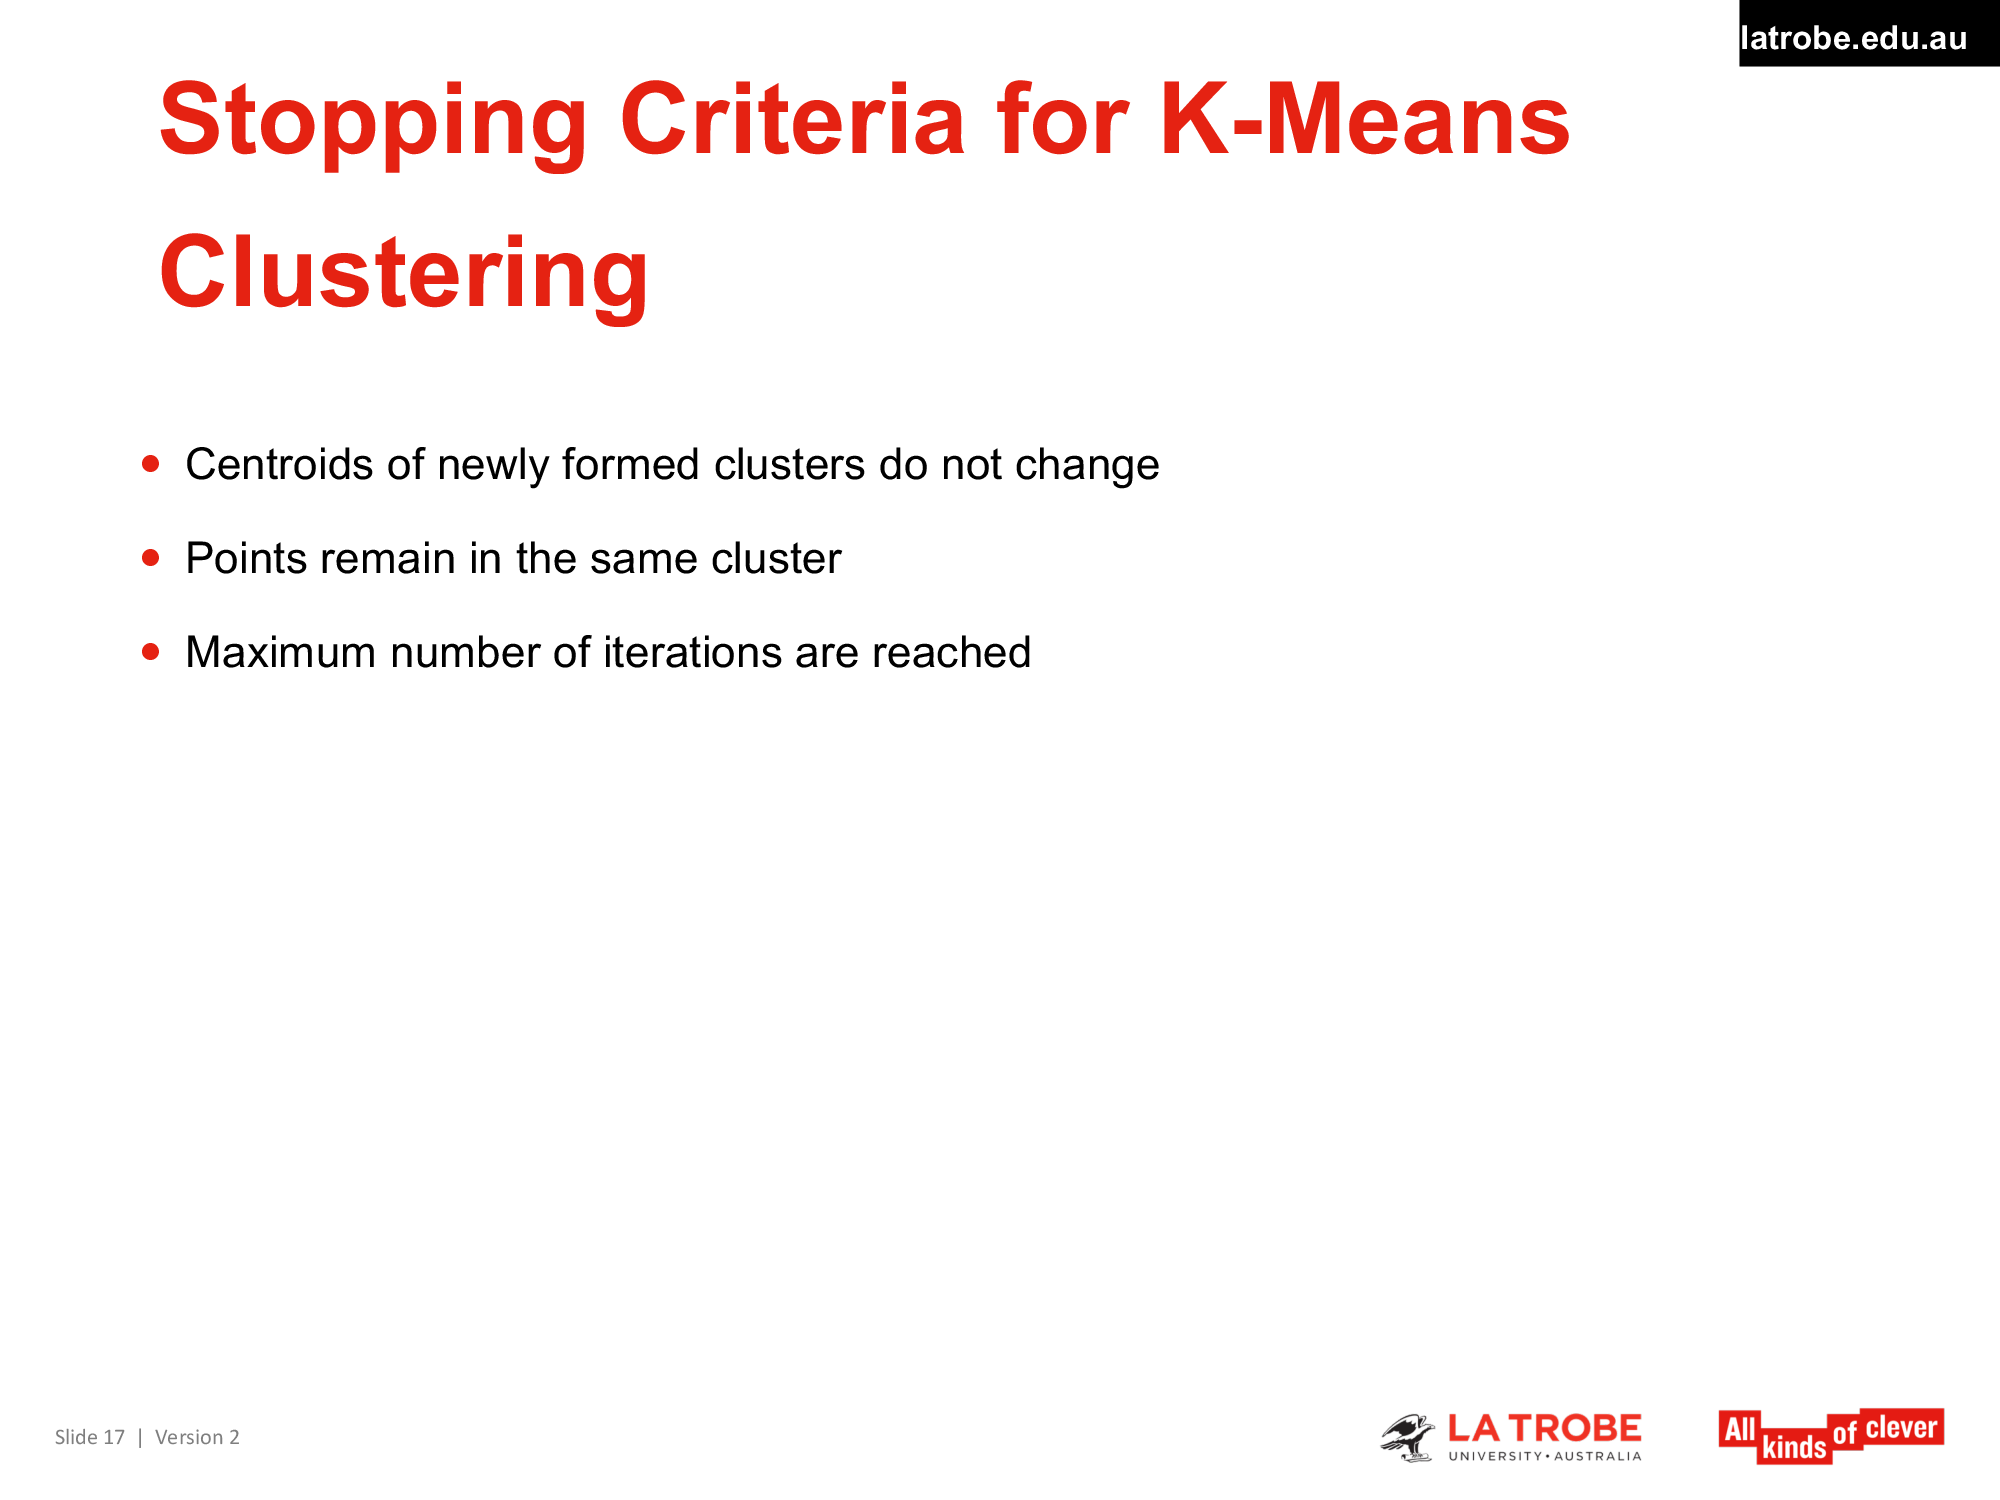 latrobe.edu.au
Stopping Criteria for K-Means
Clustering
• Centroids of newly formed clusters do not change
• Points remain in the same cluster
• Maximum number of iterations are reached
Slide 17 | Version 2
LA TROBE
UNIVERSITY • AUSTRALIA
All kinds of clever